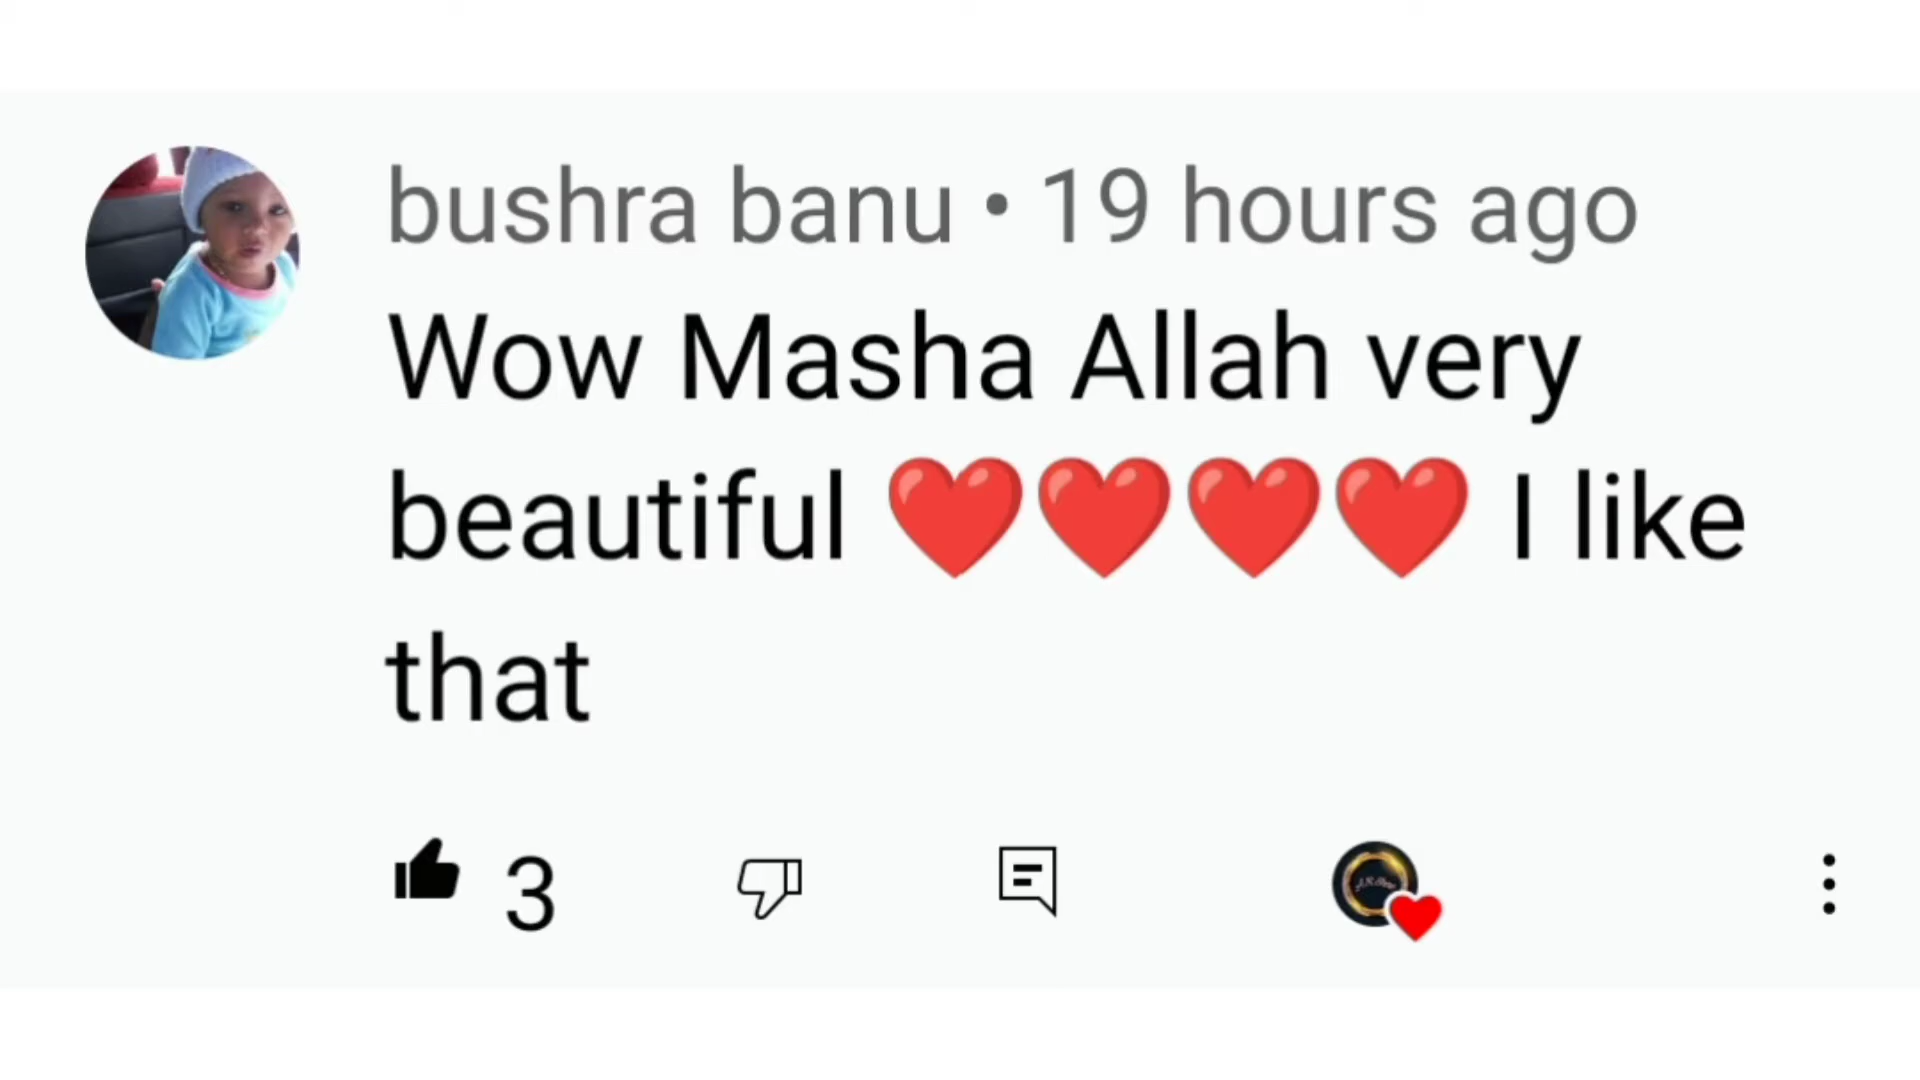 bushra banu • 19 hours ago
Wow Masha Allah very
beautiful ❤️❤️❤️❤️ I like
that
3